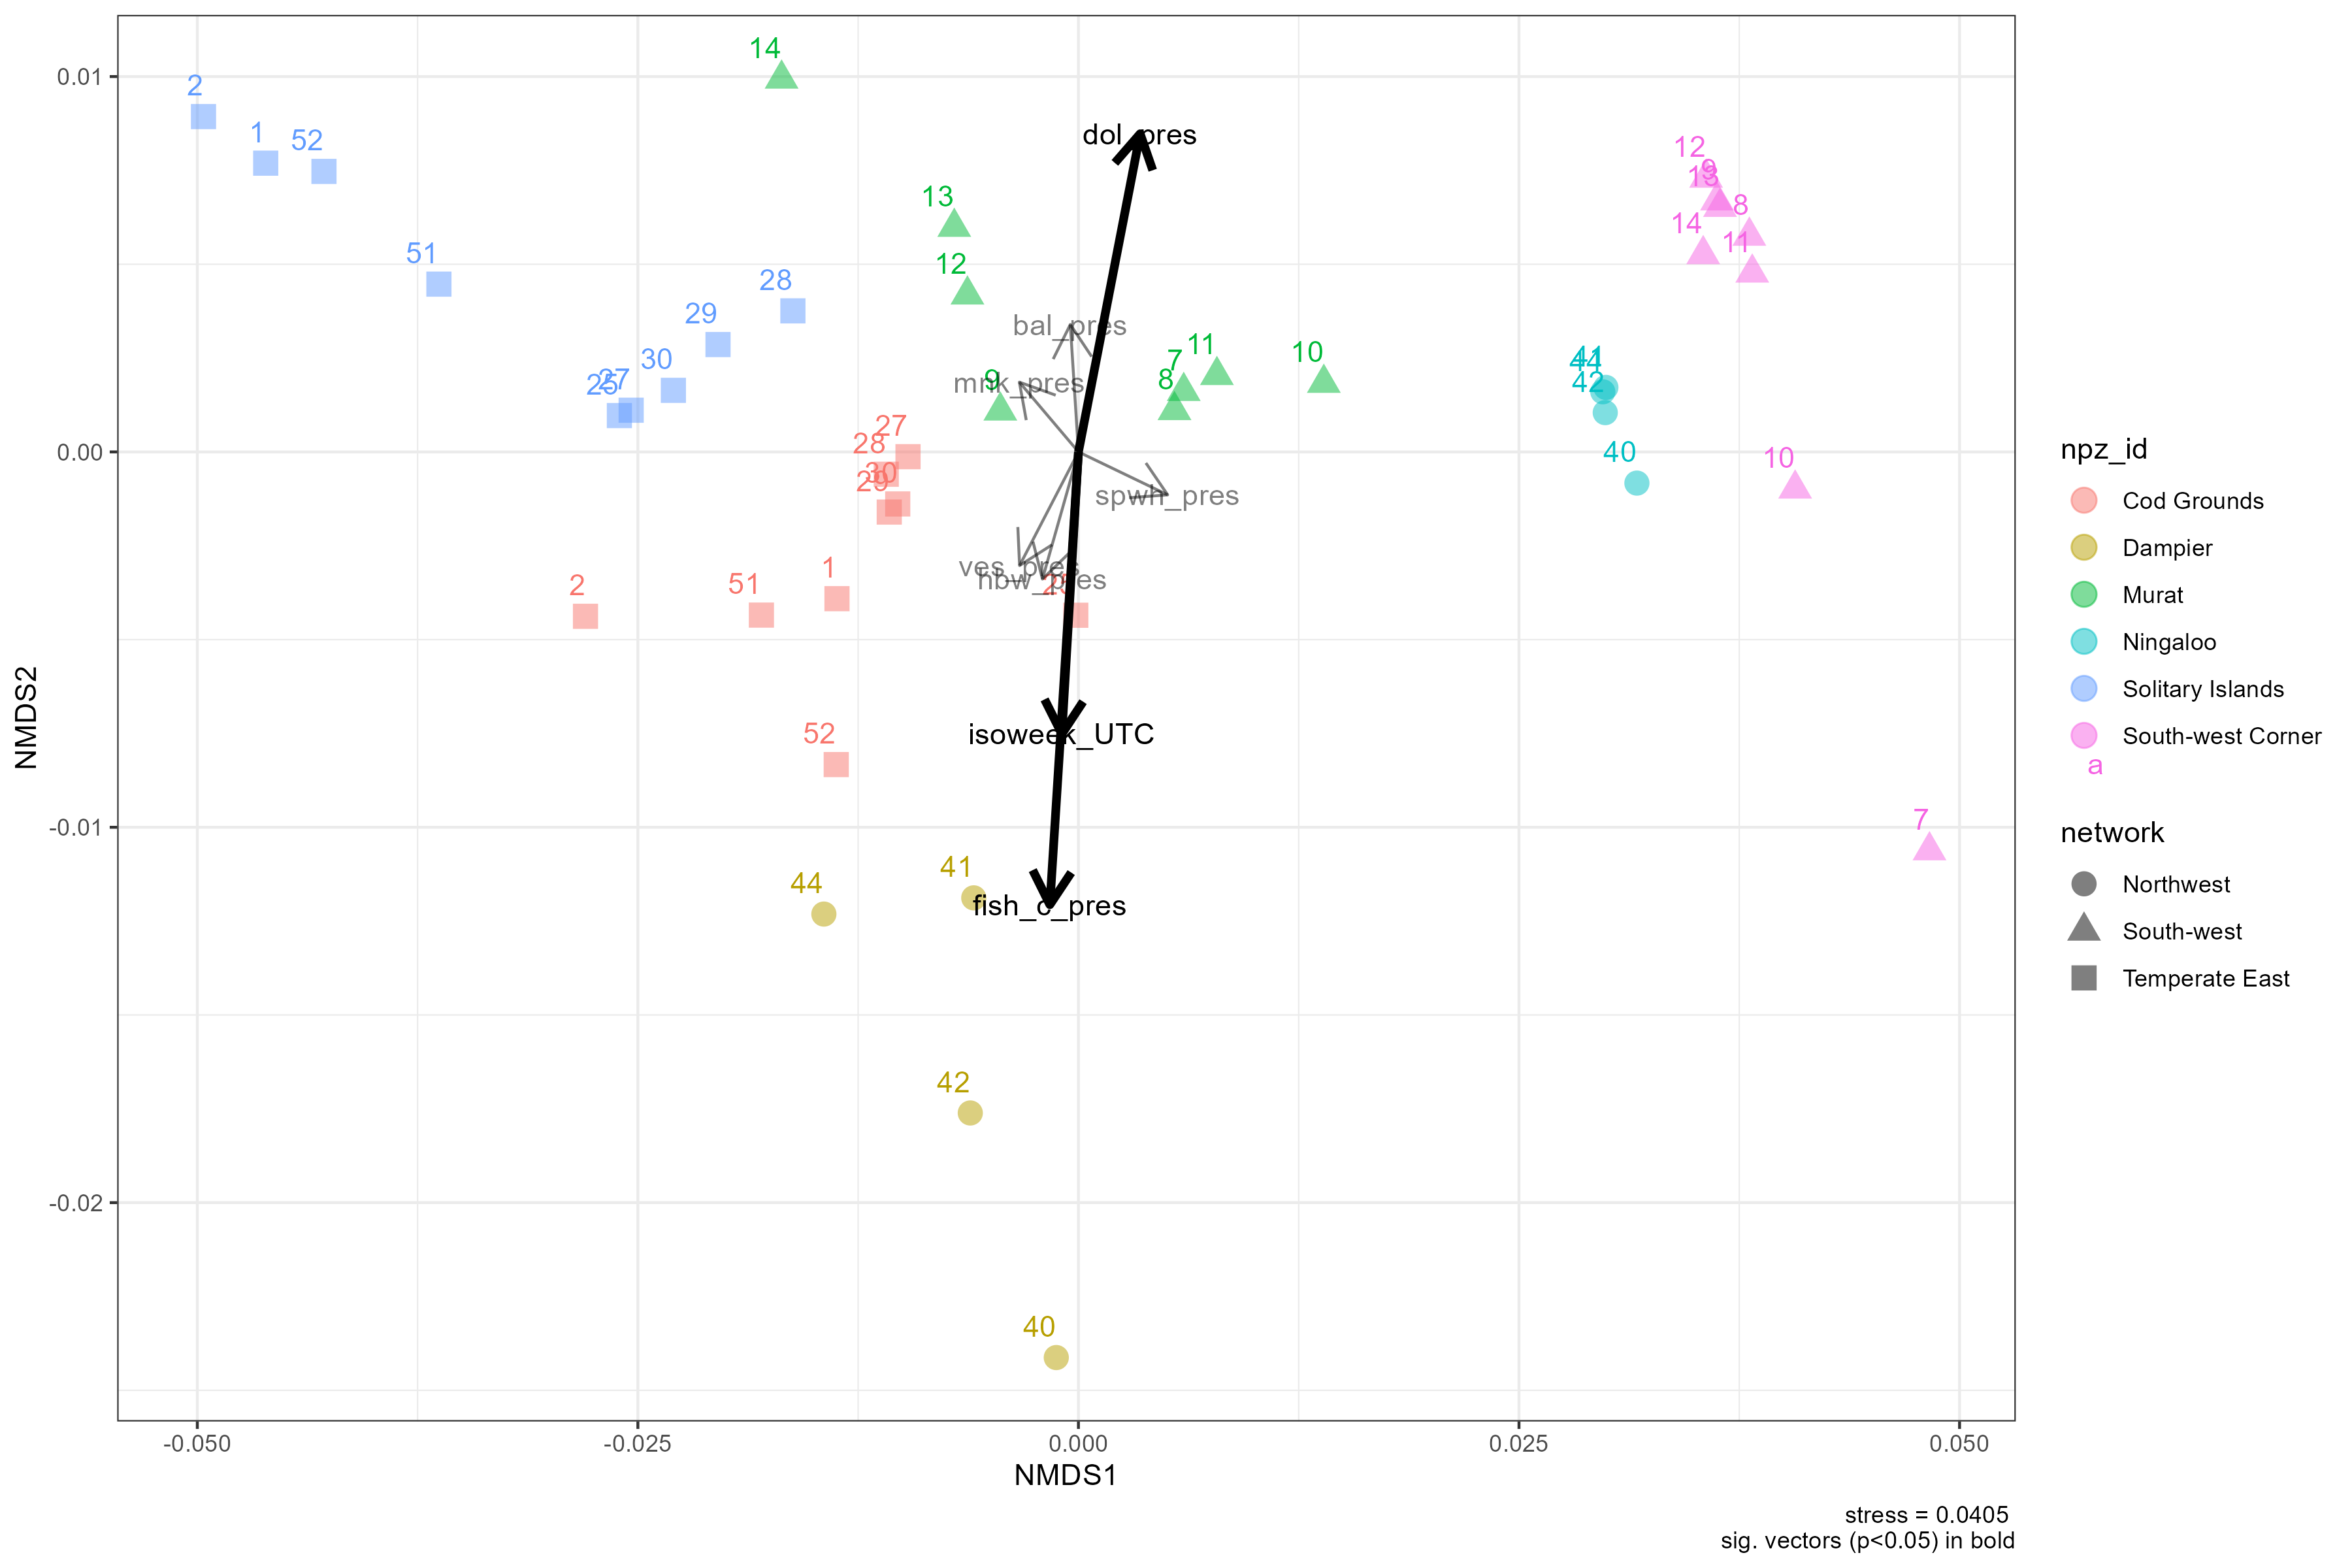 14
0.01
2
1
52
dol_pres
12
9
13
8
14
11
13
51
12
28
29
bal_pres
30
11
10
7
25
27
mnk_pres
9
8
41
44
42
27
28
0.00
40
10
npz_id
30
29
spwh_pres
Cod Grounds
Dampier
ves_pres
hbw_pres
2
51
1
Murat
Ningaloo
Solitary Islands
52
isoweek_UTC
South-west Corner
a
NMDS2
-0.01
7
network
44
41
fish_c_pres
Northwest
South-west
Temperate East
42
-0.02
40
-0.050
-0.025
0.000
0.025
0.050
NMDS1
stress = 0.0405
sig. vectors (p<0.05) in bold